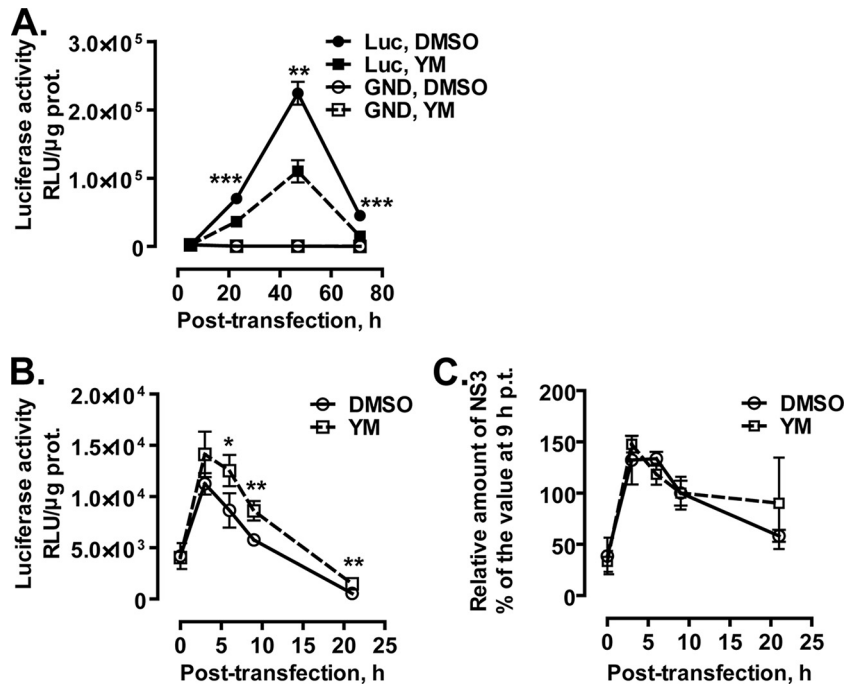 A.
Luciferase activity
RLU/µg prot.
3.0×10⁵
2.0×10⁵
1.0×10⁵
0
Luc, DMSO
Luc, YM
GND, DMSO
GND, YM
***
**
***
0 20 40 60 80
Post-transfection, h
B.
Luciferase activity
RLU/µg prot.
2.0×10⁴
1.5×10⁴
1.0×10⁴
5.0×10³
0
DMSO
YM
*
**
**
0 5 10 15 20 25
Post-transfection, h
C.
Relative amount of NS3
% of the value at 9 h p.t.
200
150
100
50
0
DMSO
YM
0 5 10 15 20 25
Post-transfection, h